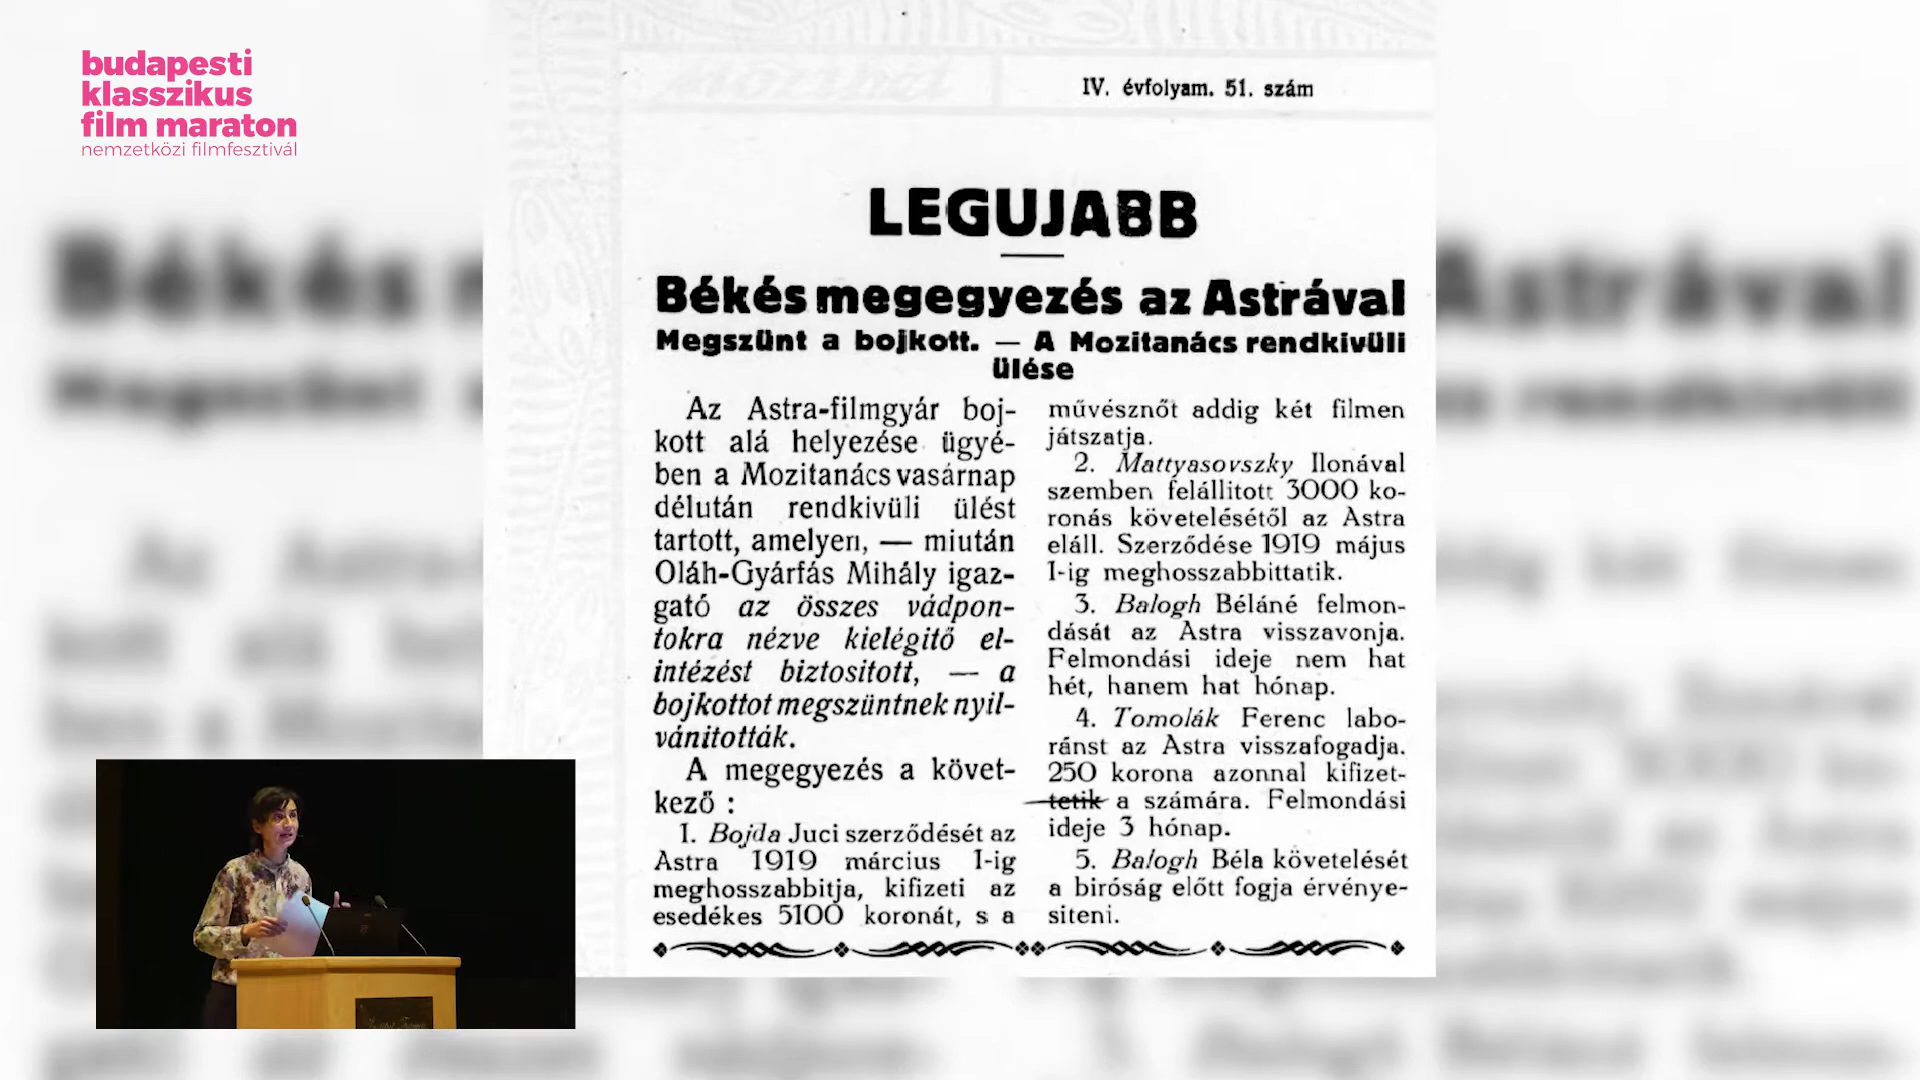 budapesti
klasszikus
film maraton
nemzetközi filmfesztivál
IV. évfolyam. 51. szám
LEGUJABB
Békés megegyezés az Astrával
Megszünt a bojkott. — A Mozitanács rendkivüli
ülése
Az Astra-filmgyár boj-
kott alá helyezése ügyé-
ben a Mozitanács vasárnap
délután rendkivüli ülést
tartott, amelyen, — miután
Oláh-Gyárfás Mihály igaz-
gató az összes vádpon-
tokra nézve kielégitő el-
intézést biztositott, — a
bojkottot megszüntnek nyil-
vánitották.
A megegyezés a követ-
kező :
1. Bojda Juci szerződését az
Astra 1919 március 1-ig
meghosszabbitja, kifizeti az
esedékes 5100 koronát, s a
művésznőt addig két filmen
játszatja.
2. Mattyasovszky Ilonával
szemben felállitott 3000 ko-
ronás követelésétől az Astra
eláll. Szerződése 1919 május
1-ig meghosszabbittatik.
3. Balogh Béláné felmon-
dását az Astra visszavonja.
Felmondási ideje nem hat
hét, hanem hat hónap.
4. Tomolák Ferenc labo-
ránst az Astra visszafogadja.
250 korona azonnal kifizet-
tetik a számára. Felmondási
ideje 3 hónap.
5. Balogh Béla követelését
a biróság előtt fogja érvénye-
siteni.